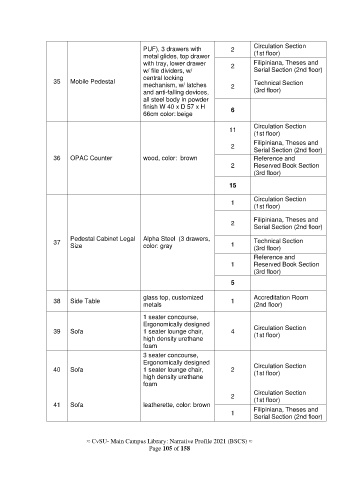 PUF), 3 drawers with
metal glides, top drawer
with tray, lower drawer
w/ file dividers, w/
central locking
mechanism, w/ latches
and anti-falling devices,
all steel body in powder
finish W 40 x D 57 x H
66cm color: beige
35
Mobile Pedestal
2
Circulation Section
(1st floor)
2
Filipiniana, Theses and
Serial Section (2nd floor)
2
Technical Section
(3rd floor)
6
36
OPAC Counter
wood, color: brown
11
Circulation Section
(1st floor)
2
Filipiniana, Theses and
Serial Section (2nd floor)
2
Reference and
Reserved Book Section
(3rd floor)
15
37
Pedestal Cabinet Legal
Size
Alpha Steel (3 drawers,
color: gray
1
Circulation Section
(1st floor)
2
Filipiniana, Theses and
Serial Section (2nd floor)
1
Technical Section
(3rd floor)
1
Reference and
Reserved Book Section
(3rd floor)
5
38
Side Table
glass top, customized
metals
1
Accreditation Room
(2nd floor)
39
Sofa
1 seater concourse,
Ergonomically designed
1 seater lounge chair,
high density urethane
foam
4
Circulation Section
(1st floor)
40
Sofa
3 seater concourse,
Ergonomically designed
1 seater lounge chair,
high density urethane
foam
2
Circulation Section
(1st floor)
41
Sofa
leatherette, color: brown
2
Circulation Section
(1st floor)
1
Filipiniana, Theses and
Serial Section (2nd floor)
≈ CvSU- Main Campus Library: Narrative Profile 2021 (BSCS) ≈
Page 105 of 158